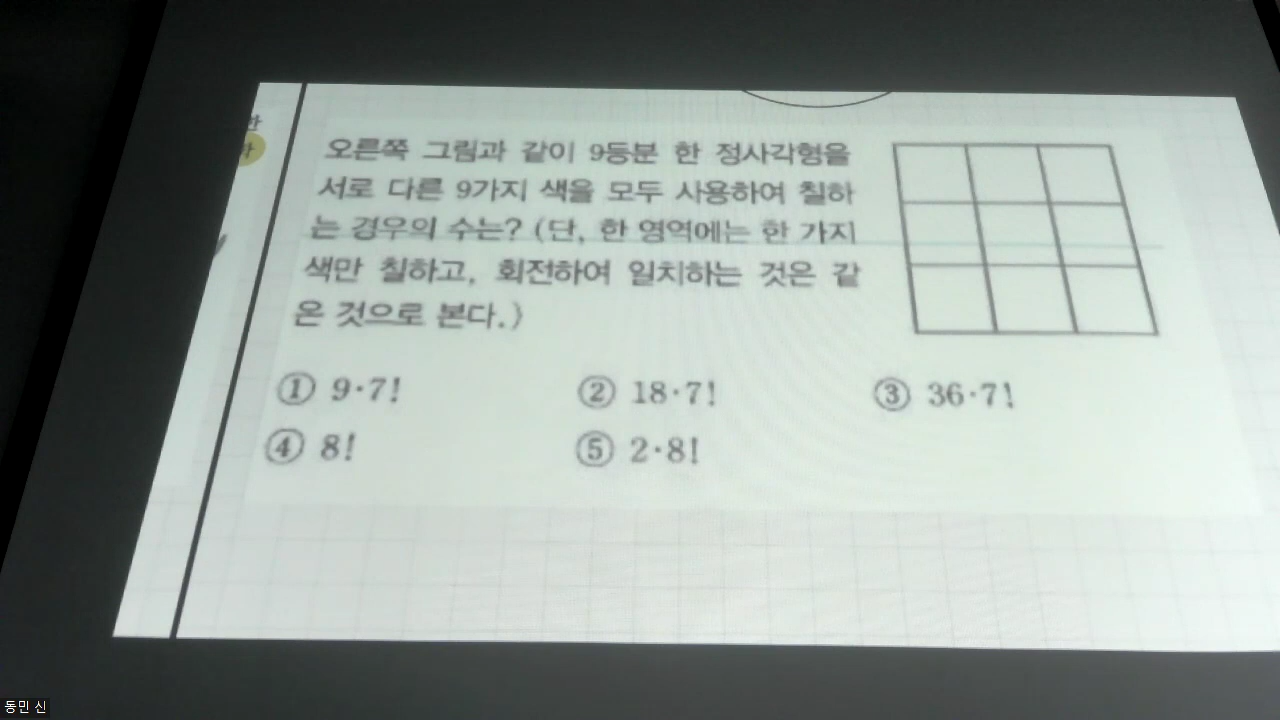 오른쪽 그림과 같이 9등분 한 정사각형을
서로 다른 9가지 색을 모두 사용하여 칠하
는 경우의 수는? (단, 한 영역에는 한 가지
색만 칠하고, 회전하여 일치하는 것은 같
은 것으로 본다.)
① 9·7! ② 18·7! ③ 36·7!
④ 8! ⑤ 2·8!
동민 신